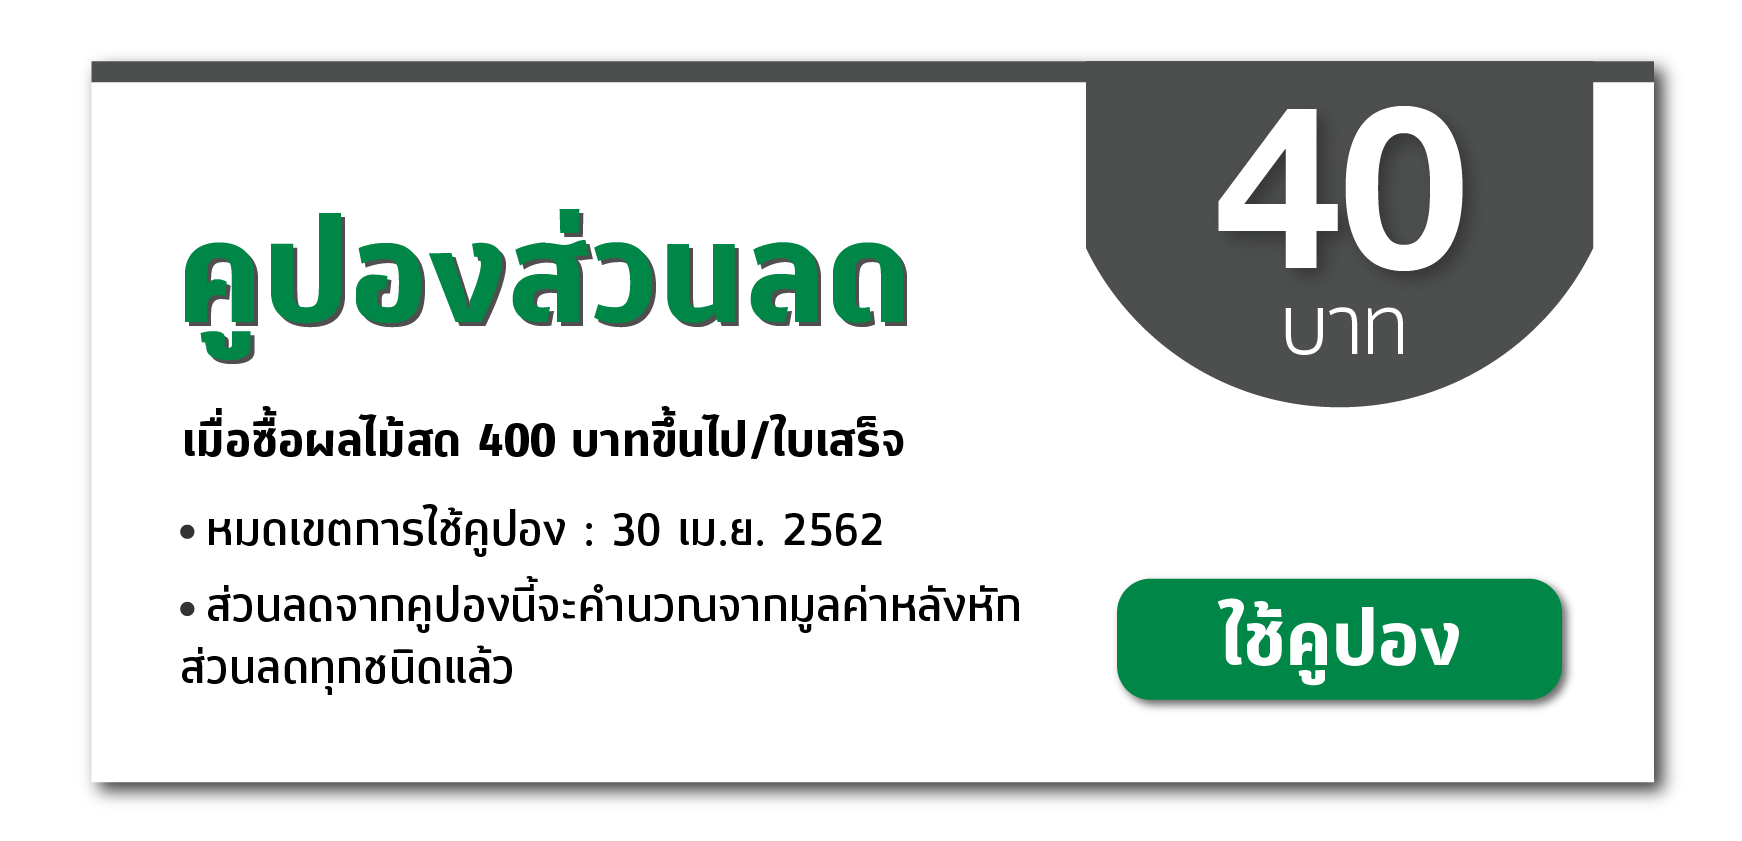 40
บาท
คูปองส่วนลด
เมื่อซื้อผลไม้สด 400 บาทขึ้นไป/ใบเสร็จ
• หมดเขตการใช้คูปอง : 30 เม.ย. 2562
• ส่วนลดจากคูปองนี้จะคำนวณจากมูลค่าหลังหัก
ส่วนลดทุกชนิดแล้ว
ใช้คูปอง